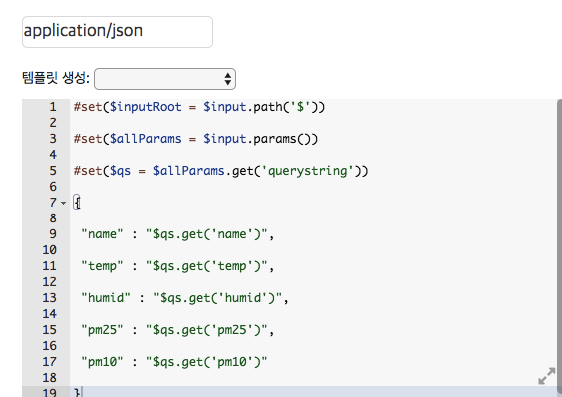 application/json
템플릿 생성:
1 #set($inputRoot = $input.path('$'))
2
3 #set($allParams = $input.params())
4
5 #set($qs = $allParams.get('querystring'))
6
7 {
8
9 "name" : "$qs.get('name')",
10
11 "temp" : "$qs.get('temp')",
12
13 "humid" : "$qs.get('humid')",
14
15 "pm25" : "$qs.get('pm25')",
16
17 "pm10" : "$qs.get('pm10')"
18
19 }